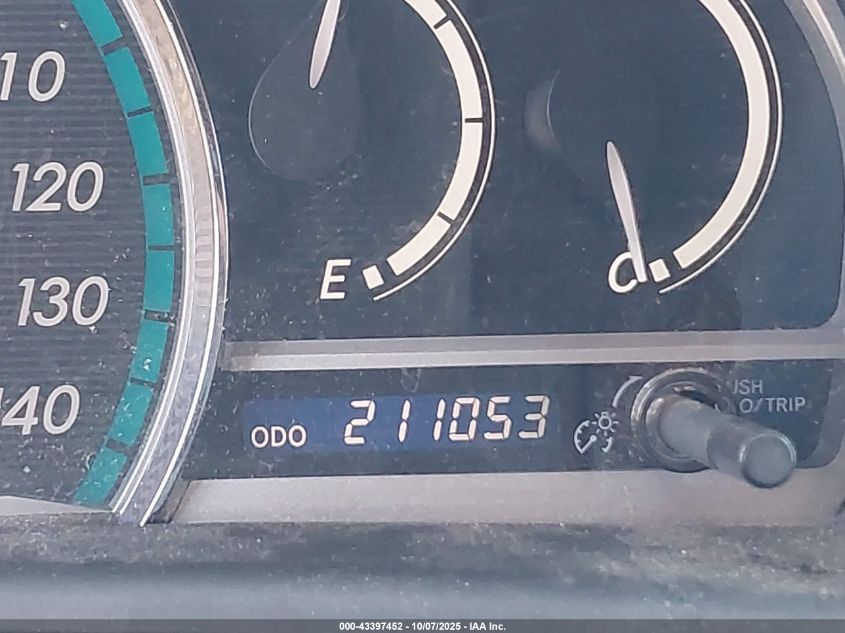 10
120
E
C
130
140
USH
ODO 211053
O/TRIP
000-43397452 - 10/07/2025 - IAA Inc.